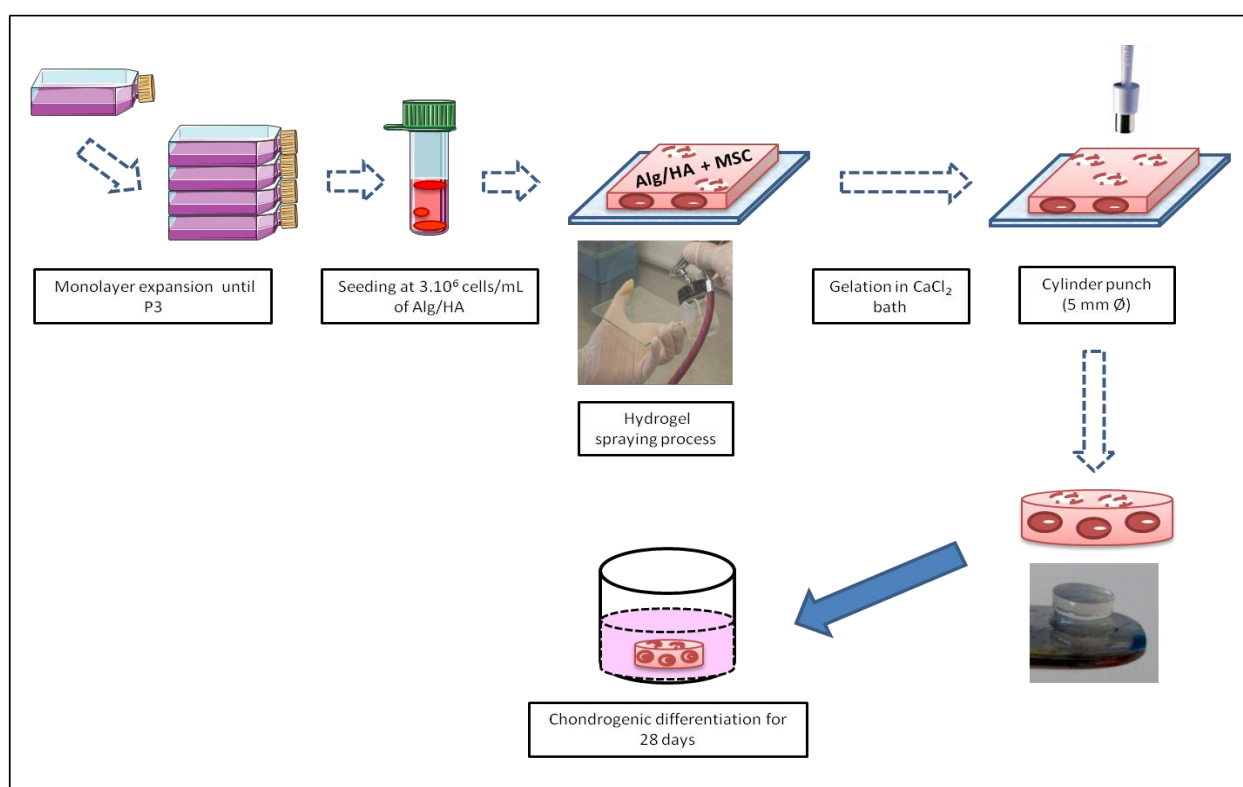 Alg/HA + MSC
Monolayer expansion until
P3
Seeding at 3.10⁶ cells/mL
of Alg/HA
Gelation in CaCl₂
bath
Cylinder punch
(5 mm Ø)
Hydrogel
spraying process
Chondrogenic differentiation for
28 days